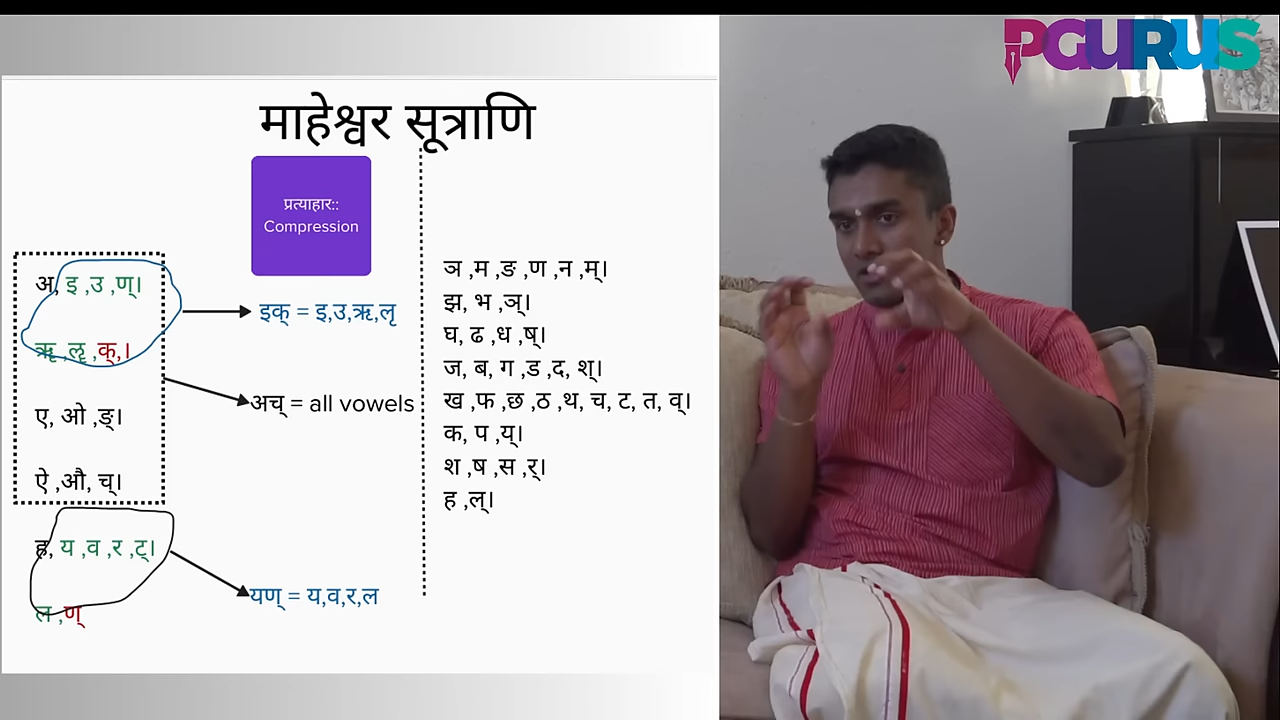 माहेश्वर सूत्राणि
प्रत्याहार::
Compression
अ, इ ,उ ,ण्।
ऋ ,ऌ ,क्,।
ए, ओ ,ङ्।
ऐ ,औ, च्।
ह, य ,व ,र ,ट्।
ल ,ण्
इक् = इ,उ,ऋ,लृ
अच् = all vowels
यण् = य,व,र,ल
ञ ,म ,ङ ,ण ,न ,म्।
झ, भ ,ञ्।
घ, ढ ,ध ,ष्।
ज, ब, ग ,ड ,द, श्।
ख ,फ ,छ ,ठ ,थ, च, ट, त, व्।
क, प ,य्।
श ,ष ,स ,र्।
ह ,ल्।
PGURUS